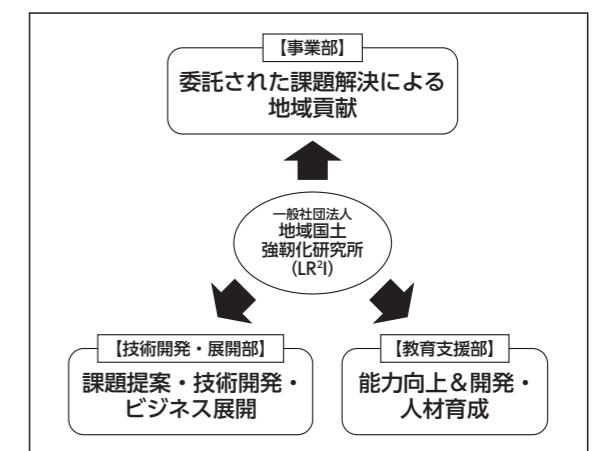 【事業部】
委託された課題解決による
地域貢献
一般社団法人
地域国土
強靭化研究所
(LR²I)
【技術開発・展開部】
課題提案・技術開発・
ビジネス展開
【教育支援部】
能力向上＆開発・
人材育成